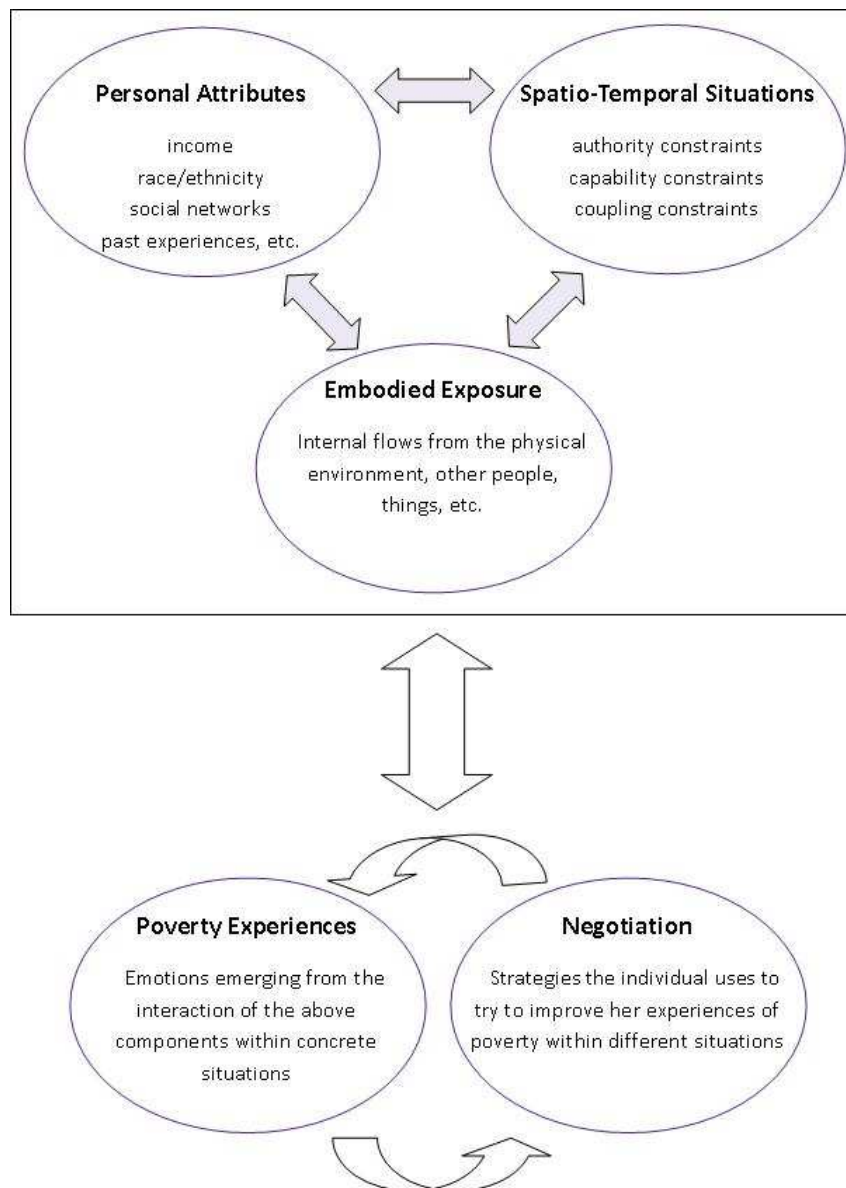 Personal Attributes
income
race/ethnicity
social networks
past experiences, etc.
Spatio-Temporal Situations
authority constraints
capability constraints
coupling constraints
Embodied Exposure
Internal flows from the physical
environment, other people,
things, etc.
Poverty Experiences
Emotions emerging from the
interaction of the above
components within concrete
situations
Negotiation
Strategies the individual uses to
try to improve her experiences of
poverty within different situations